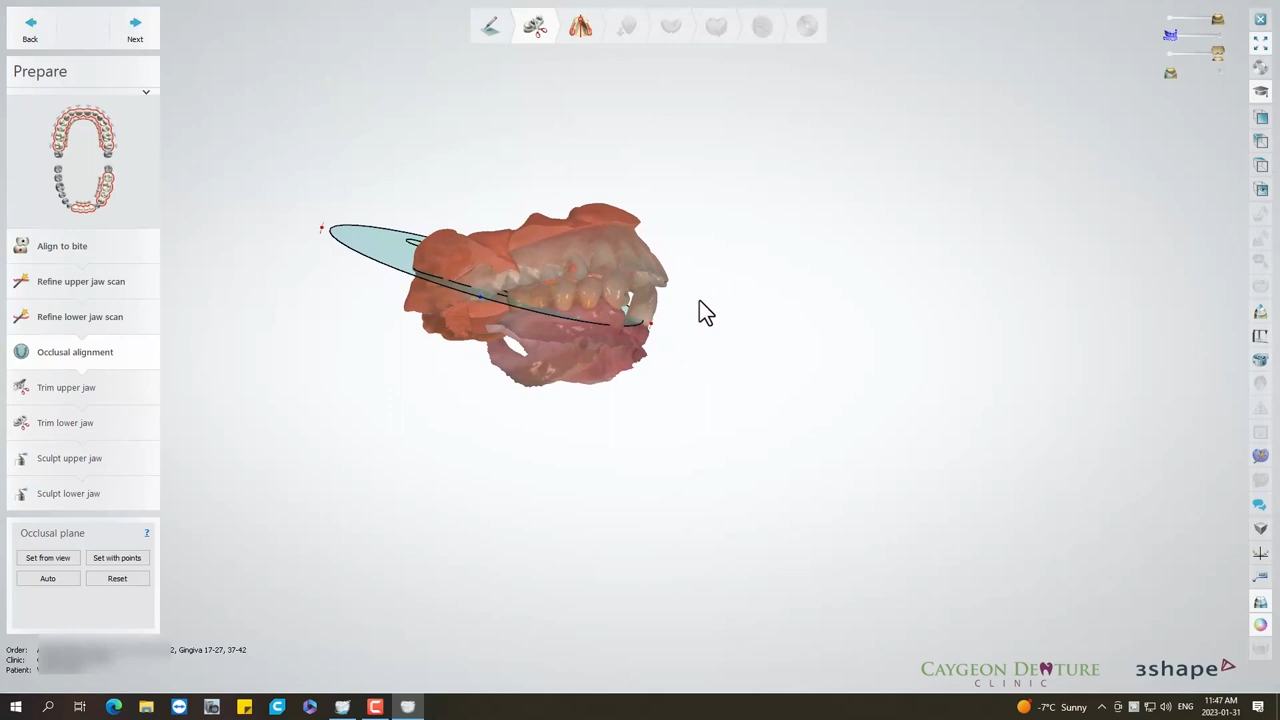 Back
Next
Prepare
Align to bite
Refine upper jaw scan
Refine lower jaw scan
Occlusal alignment
Trim upper jaw
Trim lower jaw
Sculpt upper jaw
Sculpt lower jaw
Occlusal plane ?
Set from view Set with points
Auto Reset
Order: 2, Gingiva 17-27, 37-42
Clinic:
Patient:
CAYGEON DENTURE
CLINIC
3shape
-7°C Sunny
ENG
11:47 AM
2023-01-31